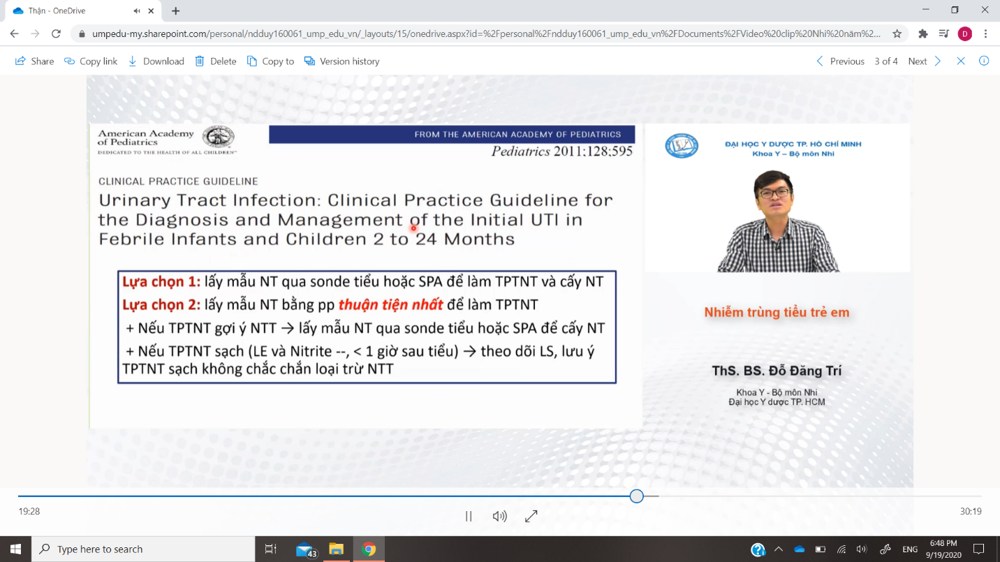 Thận - OneDrive
umpedu-my.sharepoint.com/personal/ndduy160061_ump_edu_vn/_layouts/15/onedrive.aspx?id=%2Fpersonal%2Fndduy160061_ump_edu_vn%2FDocuments%2FVideo%20clip%20Nhi%20năm%2...
D
Share Copy link Download Delete Copy to Version history Previous 3 of 4 Next
American Academy
of Pediatrics
DEDICATED TO THE HEALTH OF ALL CHILDREN™
FROM THE AMERICAN ACADEMY OF PEDIATRICS
Pediatrics 2011;128;595
CLINICAL PRACTICE GUIDELINE
Urinary Tract Infection: Clinical Practice Guideline for
the Diagnosis and Management of the Initial UTI in
Febrile Infants and Children 2 to 24 Months
Lựa chọn 1: lấy mẫu NT qua sonde tiểu hoặc SPA để làm TPTNT và cấy NT
Lựa chọn 2: lấy mẫu NT bằng pp thuận tiện nhất để làm TPTNT
+ Nếu TPTNT gợi ý NTT → lấy mẫu NT qua sonde tiểu hoặc SPA để cấy NT
+ Nếu TPTNT sạch (LE và Nitrite --, < 1 giờ sau tiểu) → theo dõi LS, lưu ý
TPTNT sạch không chắc chắn loại trừ NTT
ĐẠI HỌC Y DƯỢC TP. HỒ CHÍ MINH
Khoa Y – Bộ môn Nhi
Nhiễm trùng tiểu trẻ em
ThS. BS. Đỗ Đăng Trí
Khoa Y - Bộ môn Nhi
Đại học Y dược TP. HCM
19:28
30:19
Type here to search
43
ENG
6:48 PM
9/19/2020